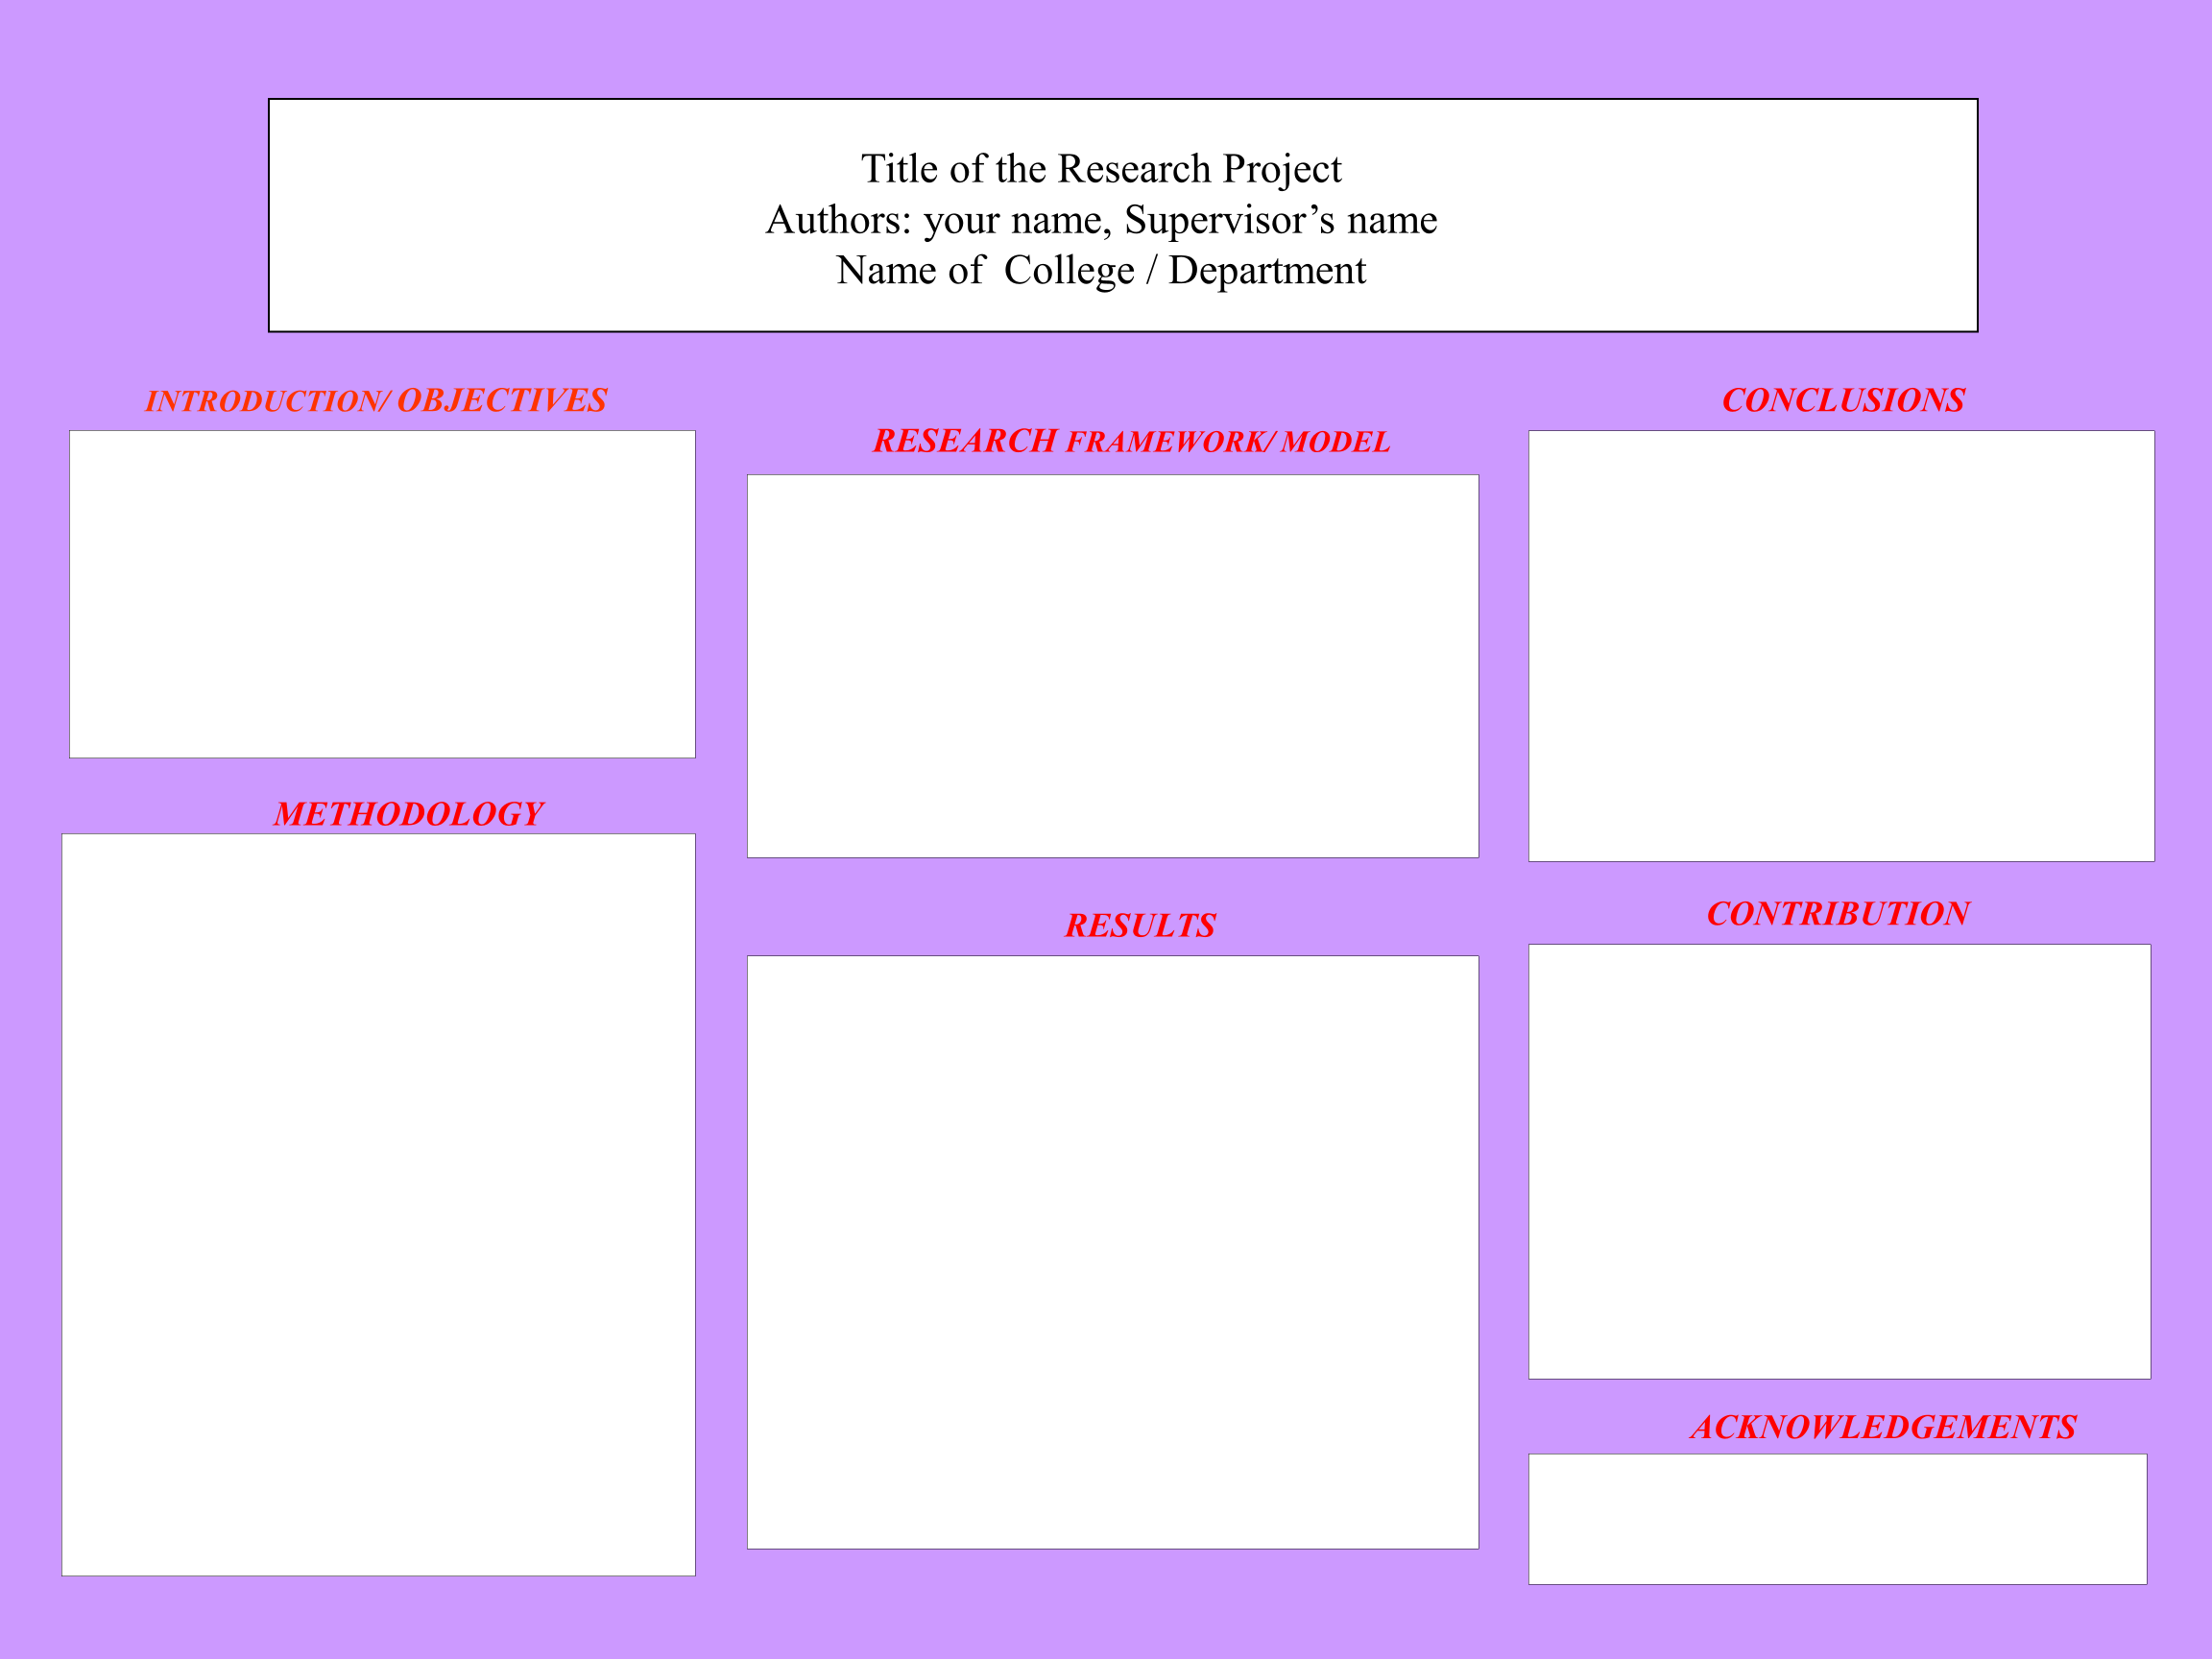 Title of the Research Project
Authors: your name, Supervisor’s name
Name of  College / Department
INTRODUCTION/ OBJECTIVES
METHODOLOGY
RESEARCH FRAMEWORK/ MODEL
RESULTS
CONCLUSIONS
CONTRIBUTION
ACKNOWLEDGEMENTS